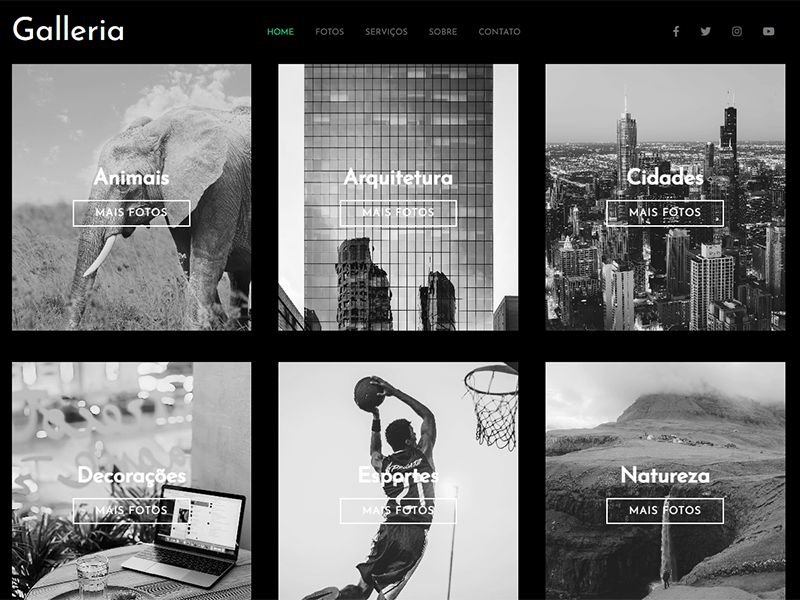 Galleria
HOME FOTOS SERVIÇOS SOBRE CONTATO
Animais
MAIS FOTOS
Arquitetura
MAIS FOTOS
Cidades
MAIS FOTOS
Decorações
MAIS FOTOS
Esportes
MAIS FOTOS
Natureza
MAIS FOTOS